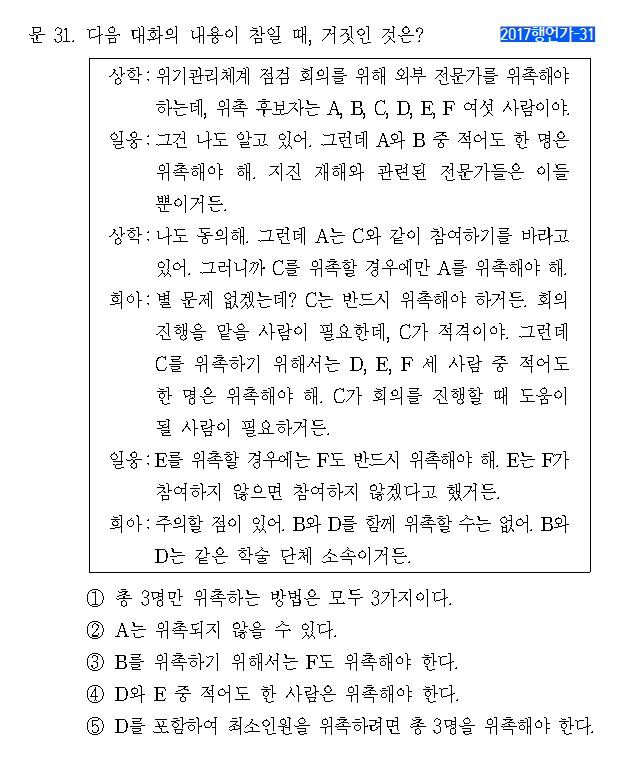 문 31. 다음 대화의 내용이 참일 때, 거짓인 것은?
2017행언가-31
상학: 위기관리체계 점검 회의를 위해 외부 전문가를 위촉해야
하는데, 위촉 후보자는 A, B, C, D, E, F 여섯 사람이야.
일웅: 그건 나도 알고 있어. 그런데 A와 B 중 적어도 한 명은
위촉해야 해. 지진 재해와 관련된 전문가들은 이들
뿐이거든.
상학: 나도 동의해. 그런데 A는 C와 같이 참여하기를 바라고
있어. 그러니까 C를 위촉할 경우에만 A를 위촉해야 해.
희아: 별 문제 없겠는데? C는 반드시 위촉해야 하거든. 회의
진행을 맡을 사람이 필요한데, C가 적격이야. 그런데
C를 위촉하기 위해서는 D, E, F 세 사람 중 적어도
한 명은 위촉해야 해. C가 회의를 진행할 때 도움이
될 사람이 필요하거든.
일웅: E를 위촉할 경우에는 F도 반드시 위촉해야 해. E는 F가
참여하지 않으면 참여하지 않겠다고 했거든.
희아: 주의할 점이 있어. B와 D를 함께 위촉할 수는 없어. B와
D는 같은 학술 단체 소속이거든.
① 총 3명만 위촉하는 방법은 모두 3가지이다.
② A는 위촉되지 않을 수 있다.
③ B를 위촉하기 위해서는 F도 위촉해야 한다.
④ D와 E 중 적어도 한 사람은 위촉해야 한다.
⑤ D를 포함하여 최소인원을 위촉하려면 총 3명을 위촉해야 한다.